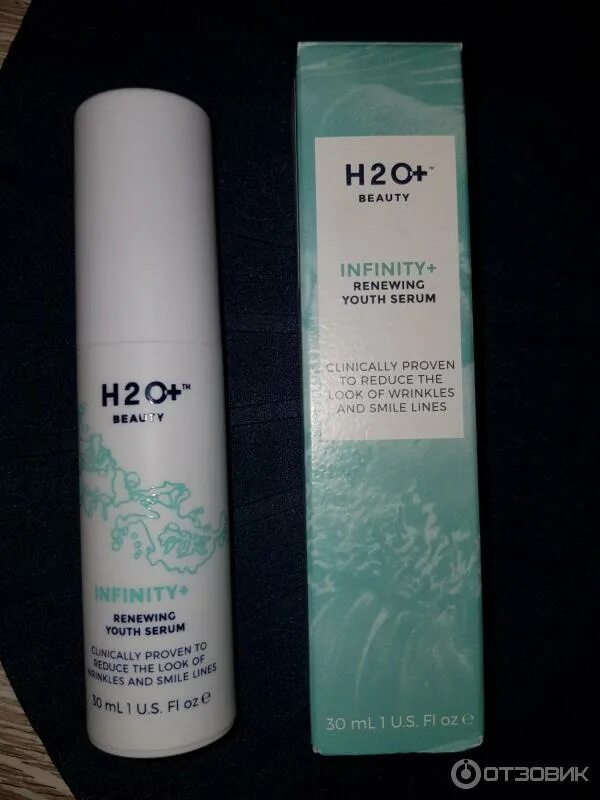 H2O+™
BEAUTY
INFINITY+
RENEWING
YOUTH SERUM
CLINICALLY PROVEN TO
REDUCE THE LOOK OF
WRINKLES AND SMILE LINES
30 mL 1 U.S. Fl oz e
H2O+™
BEAUTY
INFINITY+
RENEWING
YOUTH SERUM
CLINICALLY PROVEN
TO REDUCE THE
LOOK OF WRINKLES
AND SMILE LINES
30 mL 1 U.S. Fl oz e
ОТЗОВИК